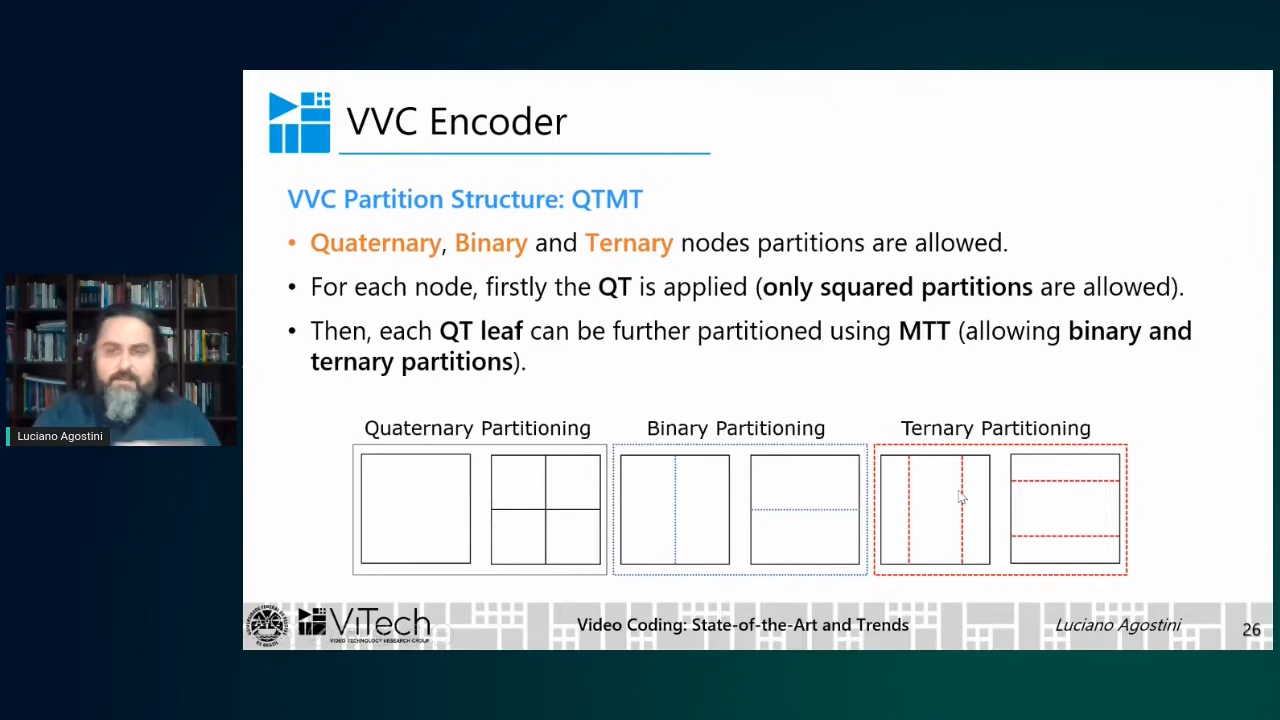 VVC Encoder
VVC Partition Structure: QTMT
• Quaternary, Binary and Ternary nodes partitions are allowed.
• For each node, firstly the QT is applied (only squared partitions are allowed).
• Then, each QT leaf can be further partitioned using MTT (allowing binary and
ternary partitions).
Luciano Agostini
Quaternary Partitioning
Binary Partitioning
Ternary Partitioning
ViTech
VIDEO TECHNOLOGY RESEARCH GROUP
Video Coding: State-of-the-Art and Trends
Luciano Agostini
26